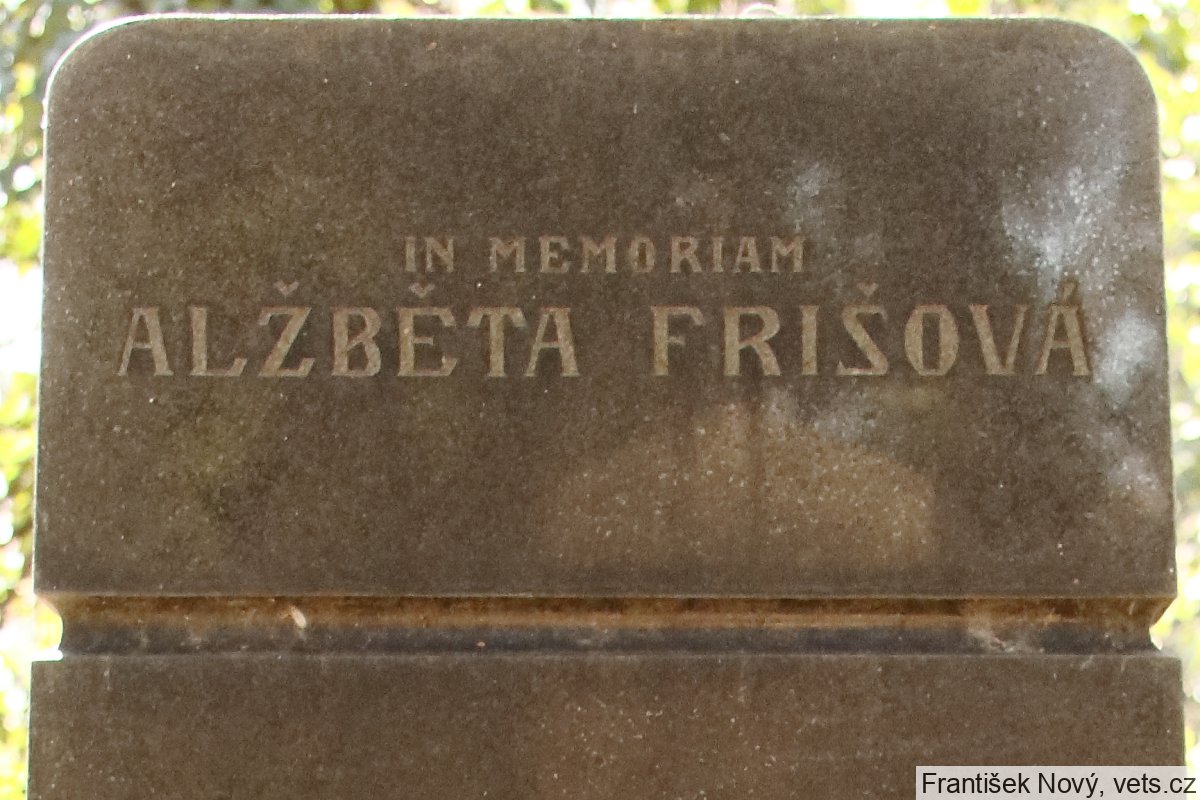 IN MEMORIAM
ALŽBĚTA FRIŠOVÁ
František Nový, vets.cz